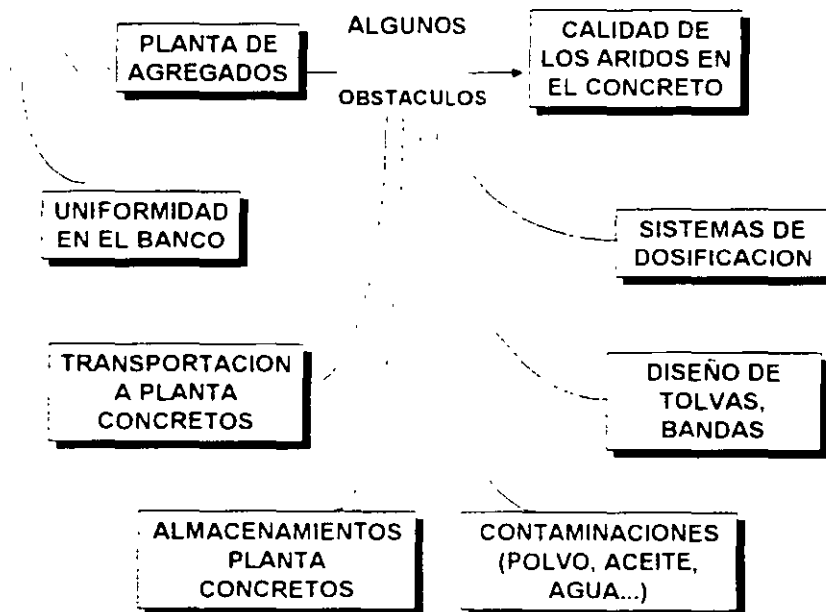 PLANTA DE
AGREGADOS
ALGUNOS
OBSTACULOS
CALIDAD DE
LOS ARIDOS EN
EL CONCRETO
UNIFORMIDAD
EN EL BANCO
SISTEMAS DE
DOSIFICACION
TRANSPORTACION
A PLANTA
CONCRETOS
DISEÑO DE
TOLVAS,
BANDAS
ALMACENAMIENTOS
PLANTA
CONCRETOS
CONTAMINACIONES
(POLVO, ACEITE,
AGUA...)